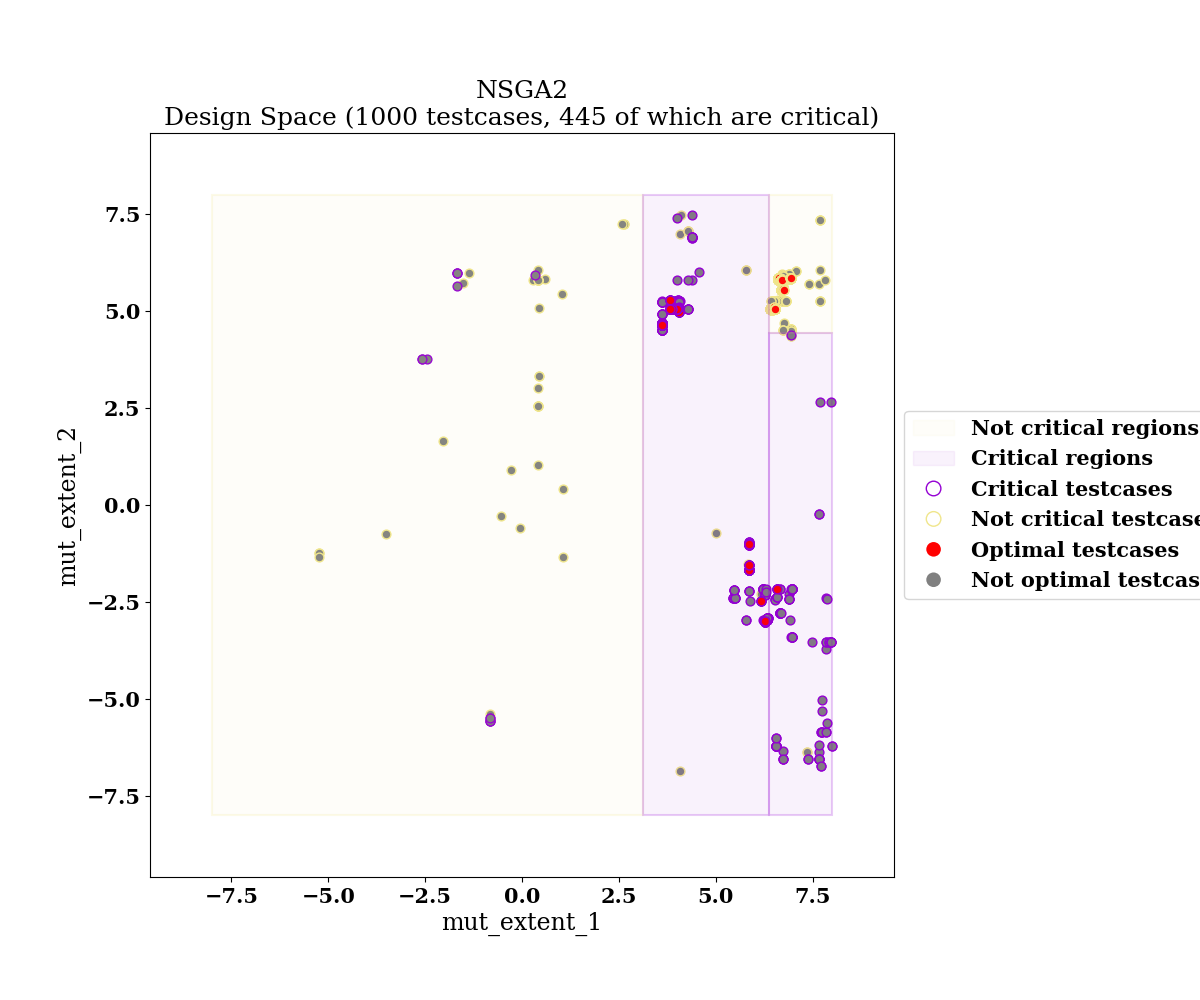 NSGA2
Design Space (1000 testcases, 445 of which are critical)
mut_extent_2
7.5
5.0
2.5
0.0
−2.5
−5.0
−7.5
−7.5
−5.0
−2.5
0.0
2.5
5.0
7.5
mut_extent_1
Not critical regions
Critical regions
Critical testcases
Not critical testcase
Optimal testcases
Not optimal testcas